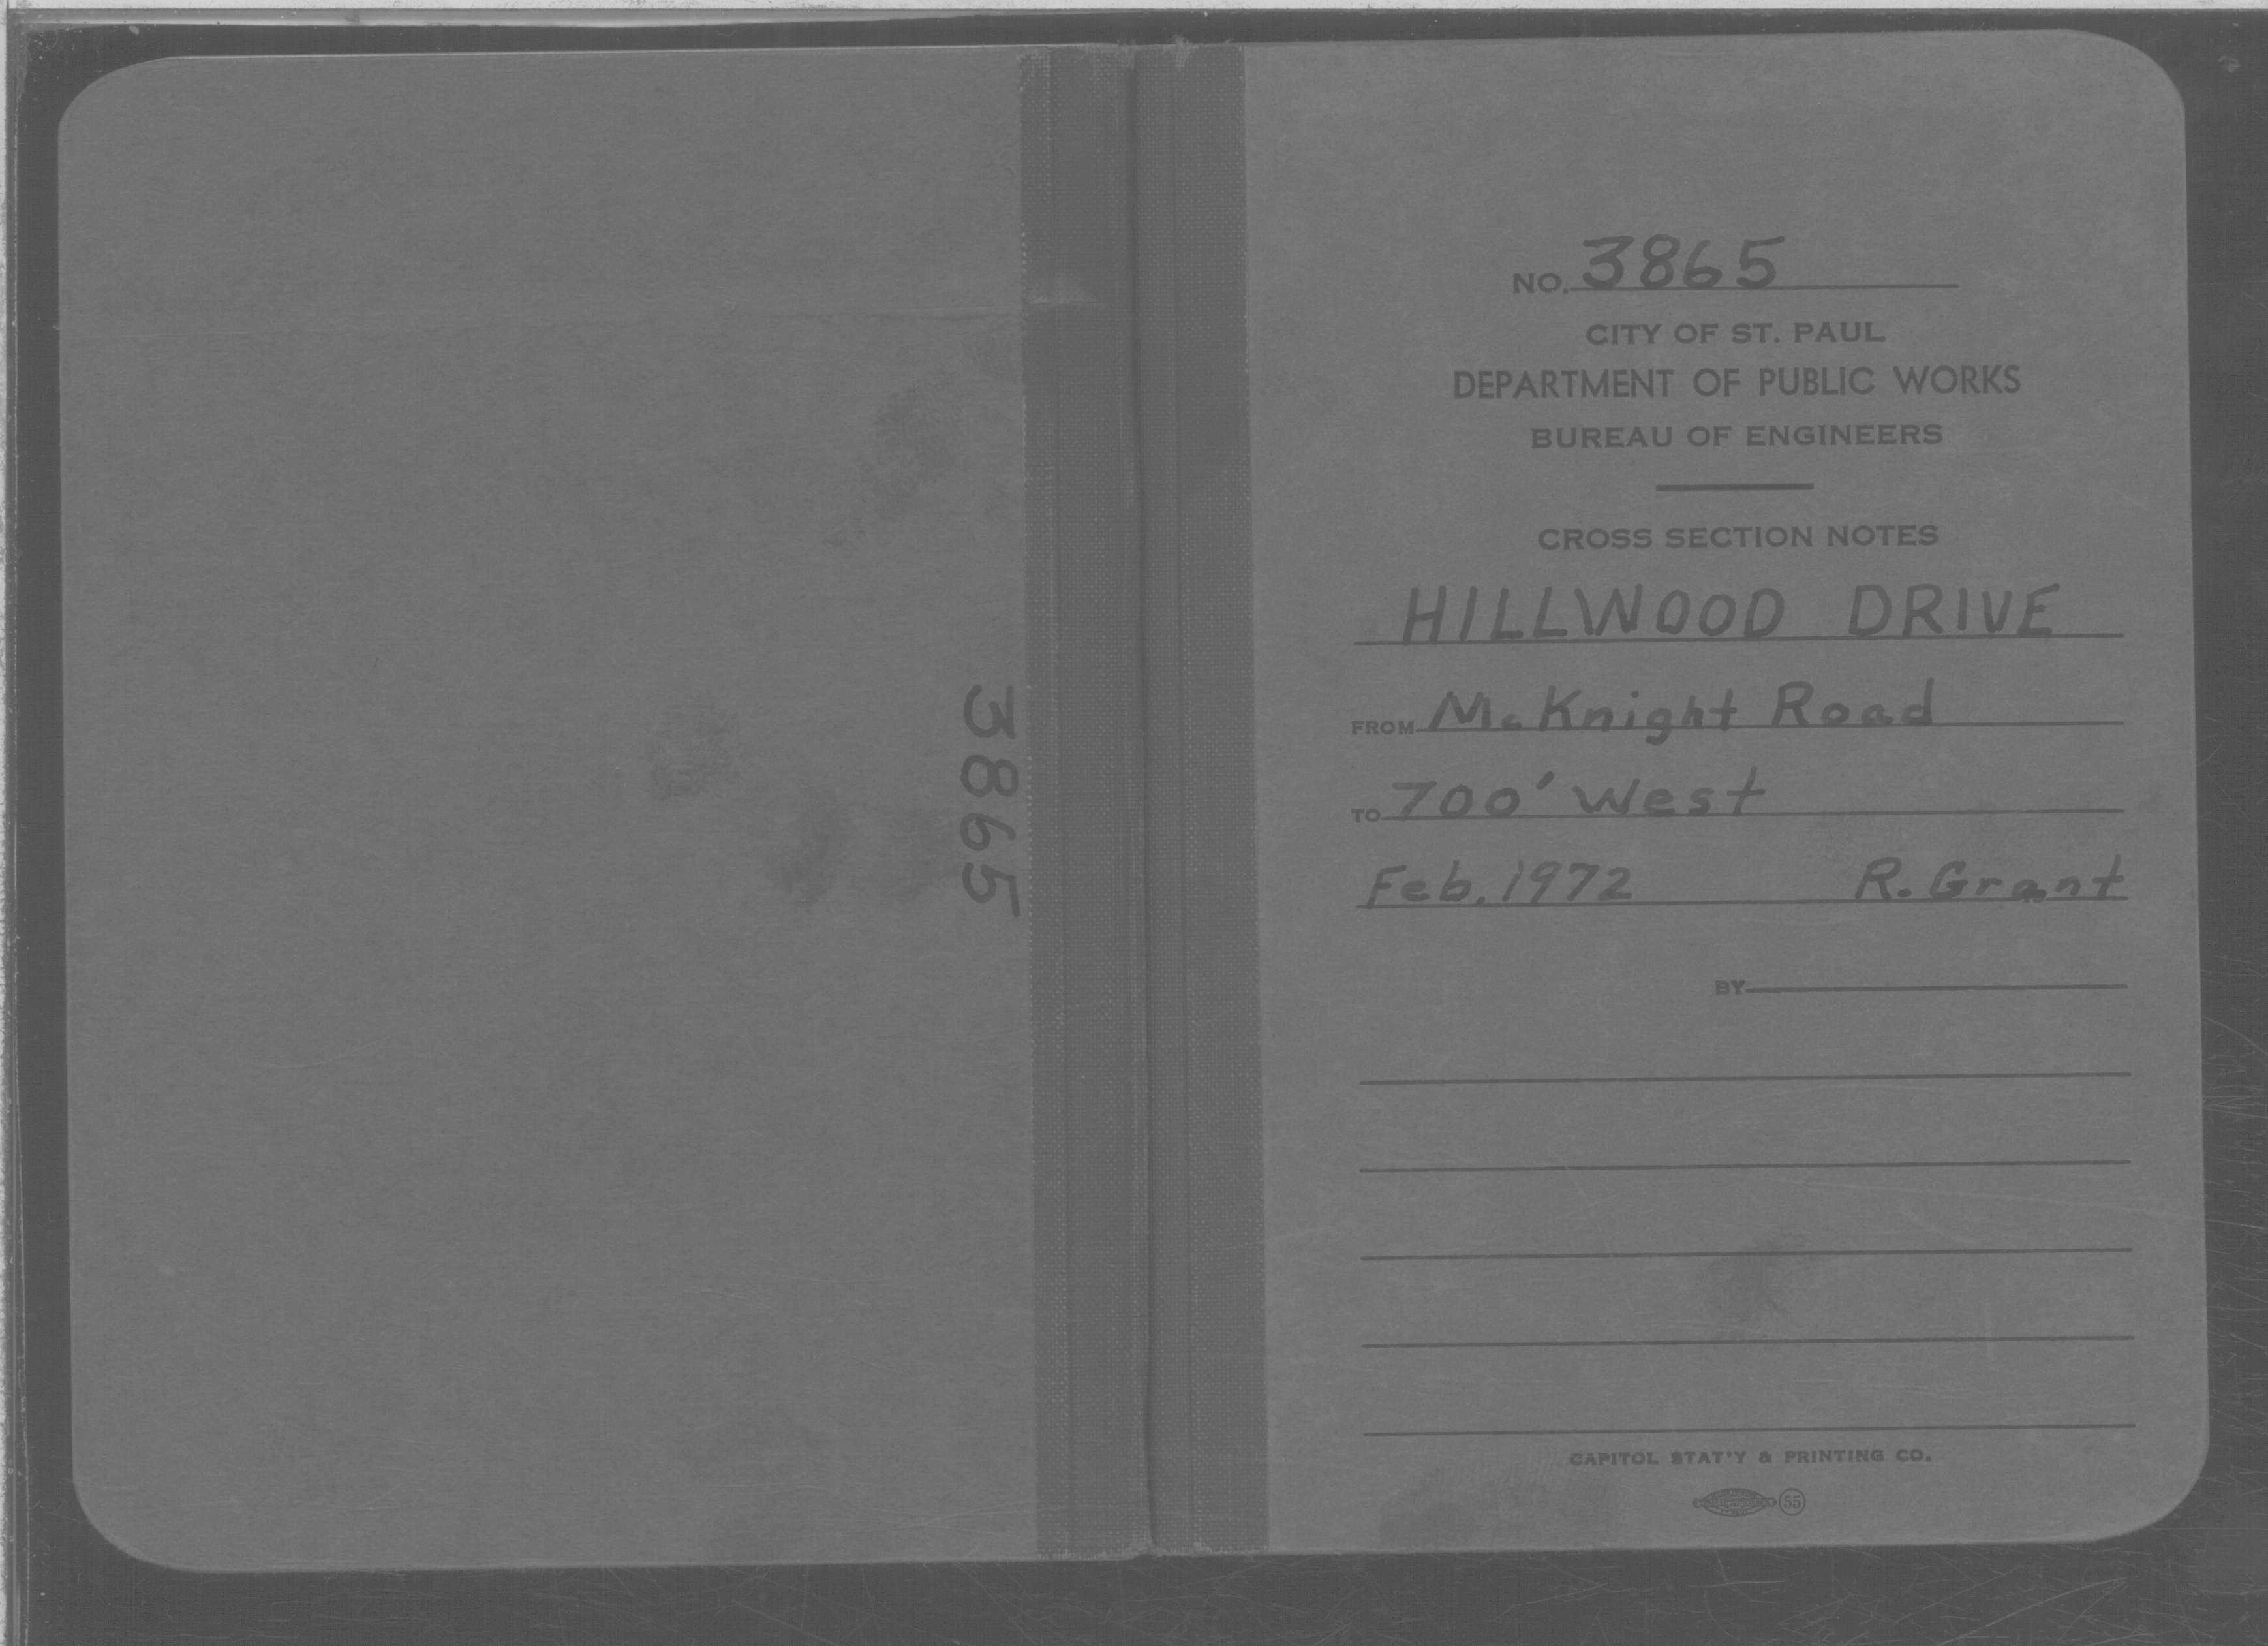 3865
NO. 3865
CITY OF ST. PAUL
DEPARTMENT OF PUBLIC WORKS
BUREAU OF ENGINEERS
CROSS SECTION NOTES
HILLWOOD DRIVE
FROM McKnight Road
TO 700' West
Feb. 1972 R. Grant
BY
CAPITOL STAT'Y & PRINTING CO.
55